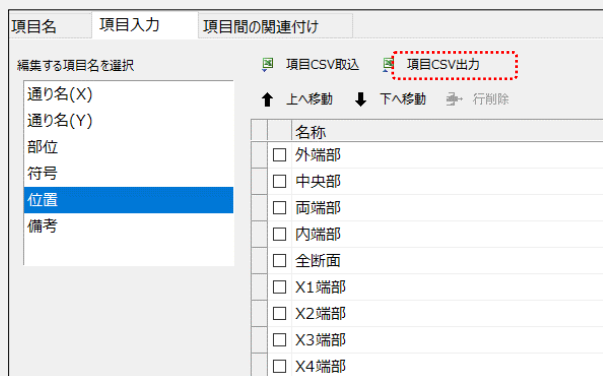 項目名 項目入力 項目間の関連付け
編集する項目名を選択
項目CSV取込 項目CSV出力
上へ移動 下へ移動 行削除
通り名(X)
通り名(Y)
部位
符号
位置
備考
名称
外端部
中央部
両端部
内端部
全断面
X1端部
X2端部
X3端部
X4端部